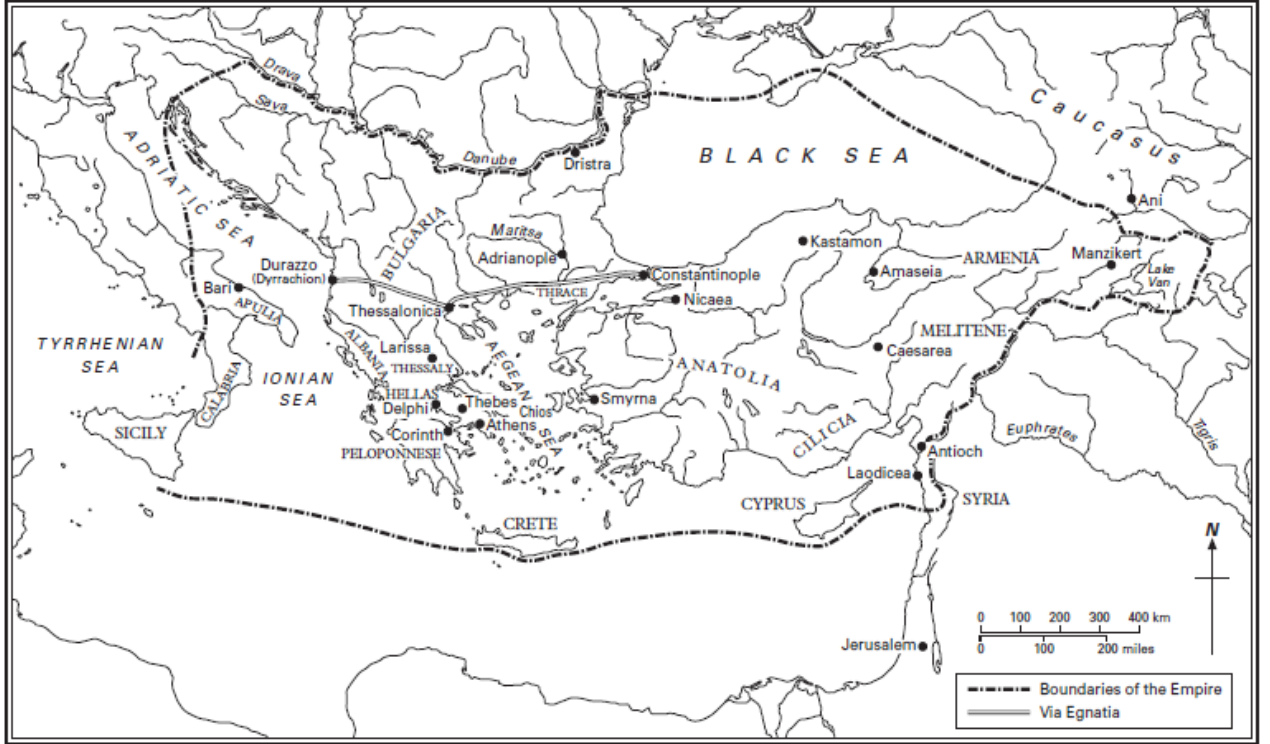 Drava
Sava
Danube
Dristra
BLACK SEA
Caucasus
Ani
ADRIATIC SEA
BULGARIA
Maritsa
Adrianople
Kastamon
Amaseia
ARMENIA
Manzikert
Lake
Van
Durazzo
(Dyrrachion)
Bari
APULIA
Constantinople
THRACE
Nicaea
Thessalonica
MELITENE
Caesarea
TYRRHENIAN
SEA
IONIAN
SEA
CALABRIA
SICILY
ALBANIA
Larissa
THESSALY
AEGEAN SEA
ANATOLIA
HELLAS
Delphi
Thebes
Chios
Smyrna
Athens
Corinth
PELOPONNESE
CILICIA
Euphrates
Tigris
Antioch
Laodicea
CYPRUS
SYRIA
CRETE
N
Jerusalem
0 100 200 300 400 km
0 100 200 miles
Boundaries of the Empire
Via Egnatia